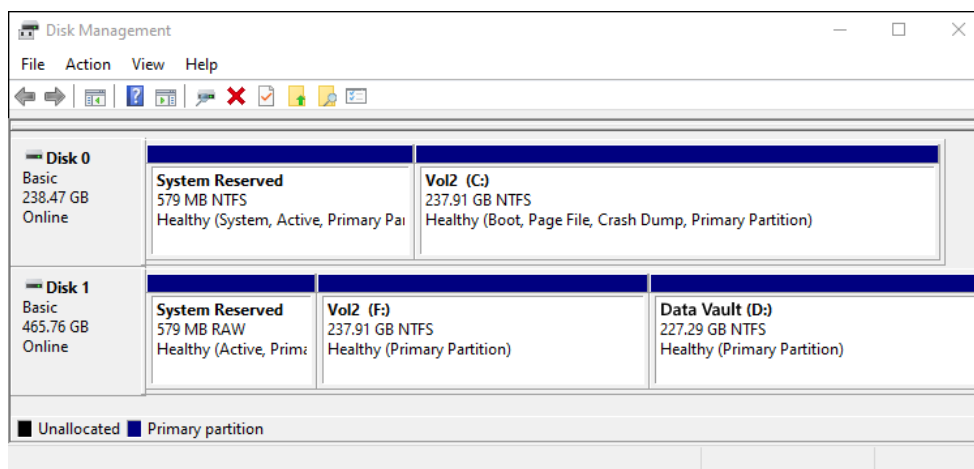 Disk Management
File Action View Help
Disk 0
Basic
238.47 GB
Online
System Reserved
579 MB NTFS
Healthy (System, Active, Primary Par
Vol2 (C:)
237.91 GB NTFS
Healthy (Boot, Page File, Crash Dump, Primary Partition)
Disk 1
Basic
465.76 GB
Online
System Reserved
579 MB RAW
Healthy (Active, Prima
Vol2 (F:)
237.91 GB NTFS
Healthy (Primary Partition)
Data Vault (D:)
227.29 GB NTFS
Healthy (Primary Partition)
Unallocated Primary partition